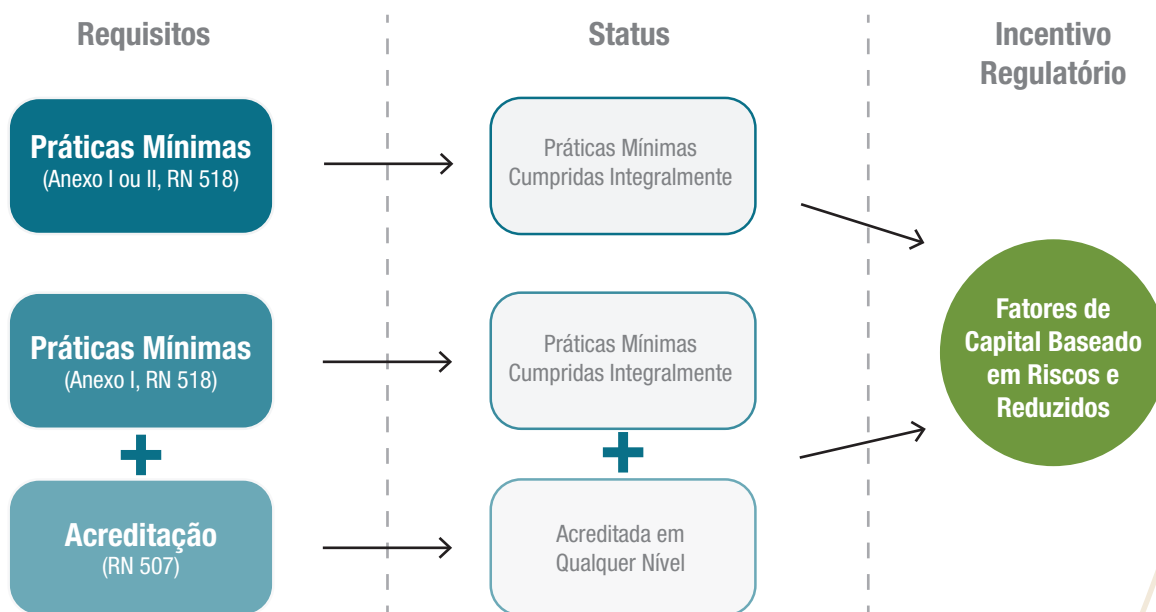 Requisitos
Status
Incentivo
Regulatório
Práticas Mínimas
(Anexo I ou II, RN 518)
Práticas Mínimas
Cumpridas Integralmente
Práticas Mínimas
(Anexo I, RN 518)
Práticas Mínimas
Cumpridas Integralmente
+
+
Acreditação
(RN 507)
Acreditada em
Qualquer Nível
Fatores de
Capital Baseado
em Riscos e
Reduzidos